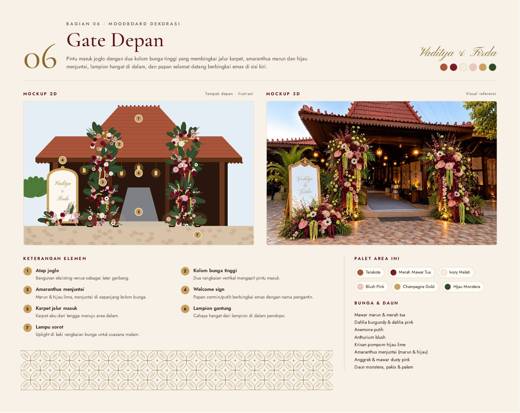 BAGIAN 06 · MOODBOARD DEKORASI
06
Gate Depan
Pintu masuk joglo dengan dua kolom bunga tinggi yang membingkai jalur karpet, amaranthus marun dan hijau
menjuntai, lampion hangat di dalam, dan papan selamat datang berbingkai emas di sisi kiri.
Vaditya & Firda
MOCKUP 2D
Tampak depan · ilustrasi
MOCKUP 3D
Visual referensi
KETERANGAN ELEMEN
1 Atap joglo
Bangunan eksisting venue sebagai latar gerbang.
2 Kolom bunga tinggi
Dua rangkaian vertikal mengapit pintu masuk.
3 Amaranthus menjuntai
Marun & hijau lime, menjuntai di sepanjang kolom bunga.
4 Welcome sign
Papan cermin/putih berbingkai emas dengan nama pengantin.
5 Karpet jalur masuk
Karpet abu dari tangga menuju area dalam.
6 Lampion gantung
Cahaya hangat dari lampion di dalam pendopo.
7 Lampu sorot
Uplight di kaki rangkaian bunga untuk suasana malam.
PALET AREA INI
Terakota
Merah Mawar Tua
Ivory Melati
Blush Pink
Champagne Gold
Hijau Monstera
BUNGA & DAUN
Mawar marun & merah tua
Dahlia burgundy & dahlia pink
Anemone putih
Anthurium blush
Krisan pompom hijau lime
Amaranthus menjuntai (marun & hijau)
Anggrek & mawar dusty pink
Daun monstera, pakis & palem